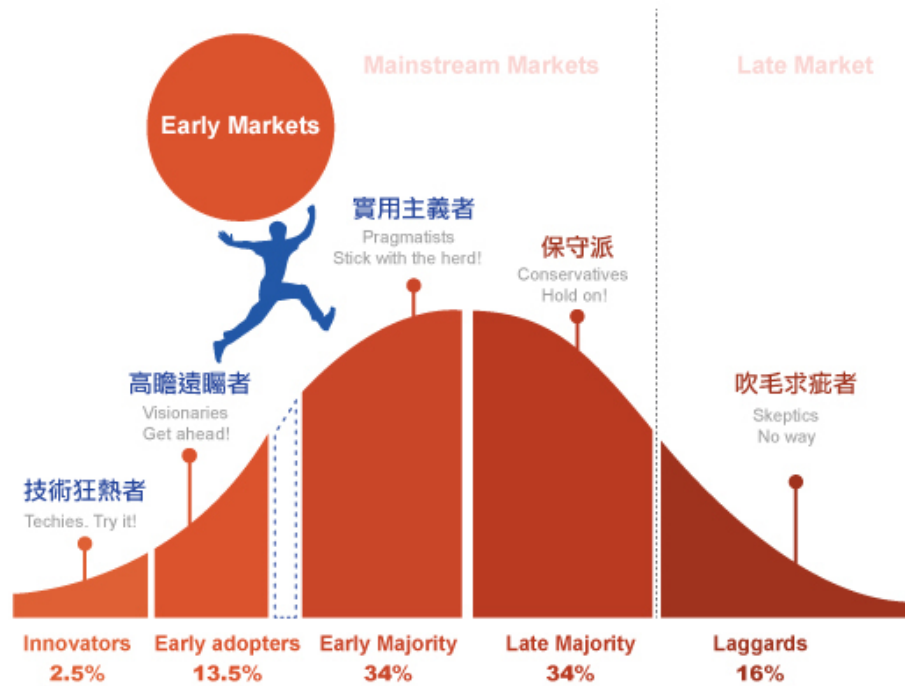 Mainstream Markets
Late Market
Early Markets
實用主義者
Pragmatists
Stick with the herd!
保守派
Conservatives
Hold on!
高瞻遠矚者
Visionaries
Get ahead!
吹毛求疵者
Skeptics
No way
技術狂熱者
Techies. Try it!
Innovators
2.5%
Early adopters
13.5%
Early Majority
34%
Late Majority
34%
Laggards
16%